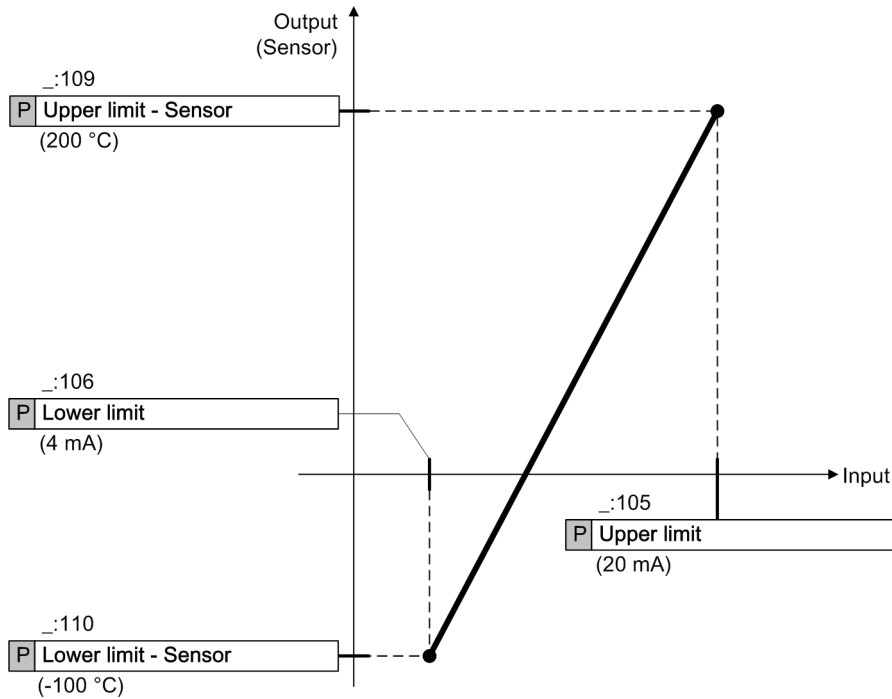 Output
(Sensor)
_:109
P Upper limit - Sensor
(200 °C)
_:106
P Lower limit
(4 mA)
Input
_:105
P Upper limit
(20 mA)
_:110
P Lower limit - Sensor
(-100 °C)